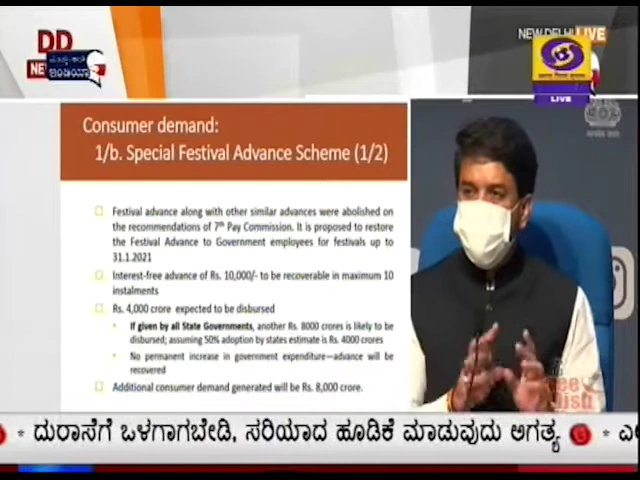 DD
NEW DELHI LIVE
ಇಂಡಿಯಾ
LIVE
Consumer demand:
1/b. Special Festival Advance Scheme (1/2)
Festival advance along with other similar advances were abolished on
the recommendations of 7th Pay Commission. It is proposed to restore
the Festival Advance to Government employees for festivals up to
31.1.2021
Interest-free advance of Rs. 10,000/- to be recoverable in maximum 10
instalments
Rs. 4,000 crore expected to be disbursed
If given by all State Governments, another Rs. 8000 crores is likely to be
disbursed; assuming 50% adoption by states estimate is Rs. 4000 crores
No permanent increase in government expenditure—advance will be
recovered
Additional consumer demand generated will be Rs. 8,000 crore.
* ದುರಾಸೆಗೆ ಒಳಗಾಗಬೇಡಿ, ಸರಿಯಾದ ಹೂಡಿಕೆ ಮಾಡುವುದು ಅಗತ್ಯ *